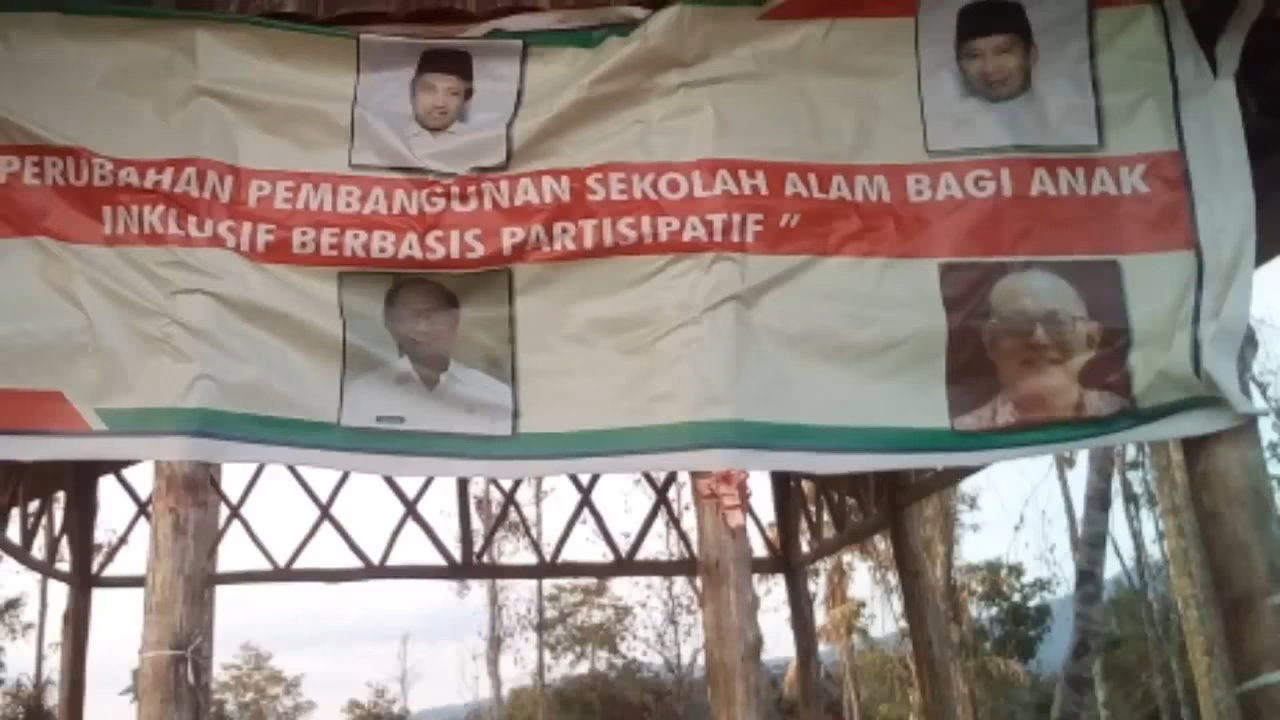 PERUBAHAN PEMBANGUNAN SEKOLAH ALAM BAGI ANAK
INKLUSIF BERBASIS PARTISIPATIF ”